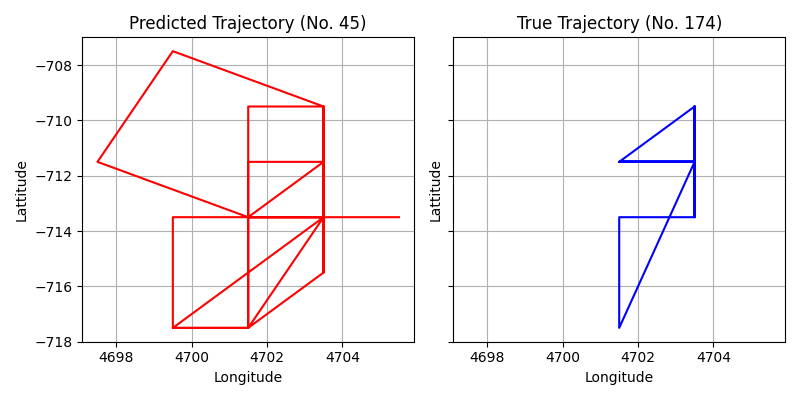 Predicted Trajectory (No. 45)
−708
−710
−712
−714
−716
−718
Lattitude
4698 4700 4702 4704
Longitude
True Trajectory (No. 174)
Lattitude
4698 4700 4702 4704
Longitude